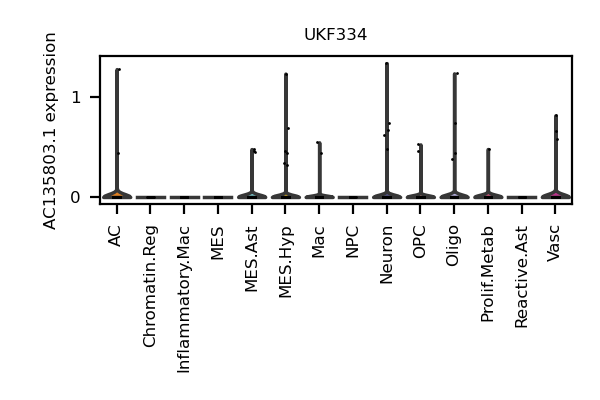 UKF334
AC135803.1 expression
1
0
AC
Chromatin.Reg
Inflammatory.Mac
MES
MES.Ast
MES.Hyp
Mac
NPC
Neuron
OPC
Oligo
Prolif.Metab
Reactive.Ast
Vasc